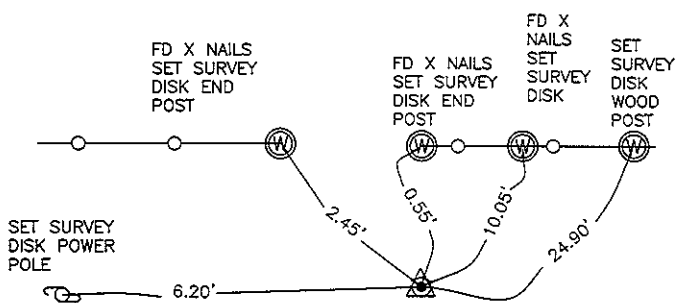 FD X NAILS
SET SURVEY
DISK END
POST
FD X NAILS
SET SURVEY
DISK END
POST
FD X
NAILS
SET
SURVEY
DISK
SET
SURVEY
DISK
WOOD
POST
W
W
W
W
2.45'
0.55'
10.05'
24.90'
SET SURVEY
DISK POWER
POLE
6.20'